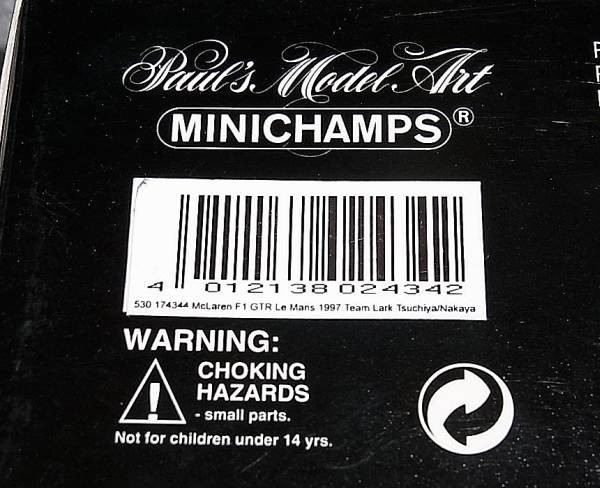 Paul's Model Art
MINICHAMPS®
4 012138 024342
530 174344 McLaren F1 GTR Le Mans 1997 Team Lark Tsuchiya/Nakaya
WARNING:
CHOKING
HAZARDS
- small parts.
Not for children under 14 yrs.